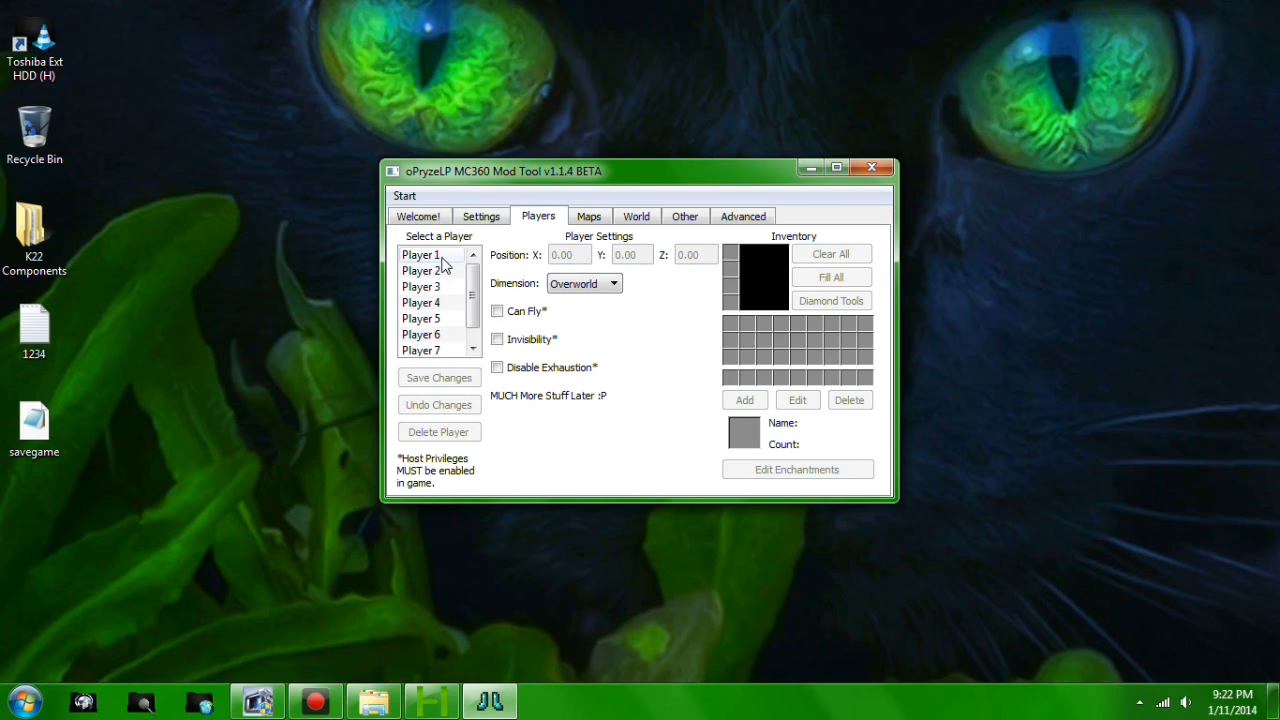 Toshiba Ext
HDD (H)
Recycle Bin
K22
Components
1234
savegame
oPryzeLP MC360 Mod Tool v1.1.4 BETA
Start
Welcome! Settings Players Maps World Other Advanced
Select a Player
Player 1
Player 2
Player 3
Player 4
Player 5
Player 6
Player 7
Save Changes
Undo Changes
Delete Player
*Host Privileges
MUST be enabled
in game.
Player Settings
Position: X: 0.00 Y: 0.00 Z: 0.00
Dimension: Overworld
Can Fly*
Invisibility*
Disable Exhaustion*
MUCH More Stuff Later :P
Inventory
Clear All
Fill All
Diamond Tools
Add Edit Delete
Name:
Count:
Edit Enchantments
9:22 PM
1/11/2014